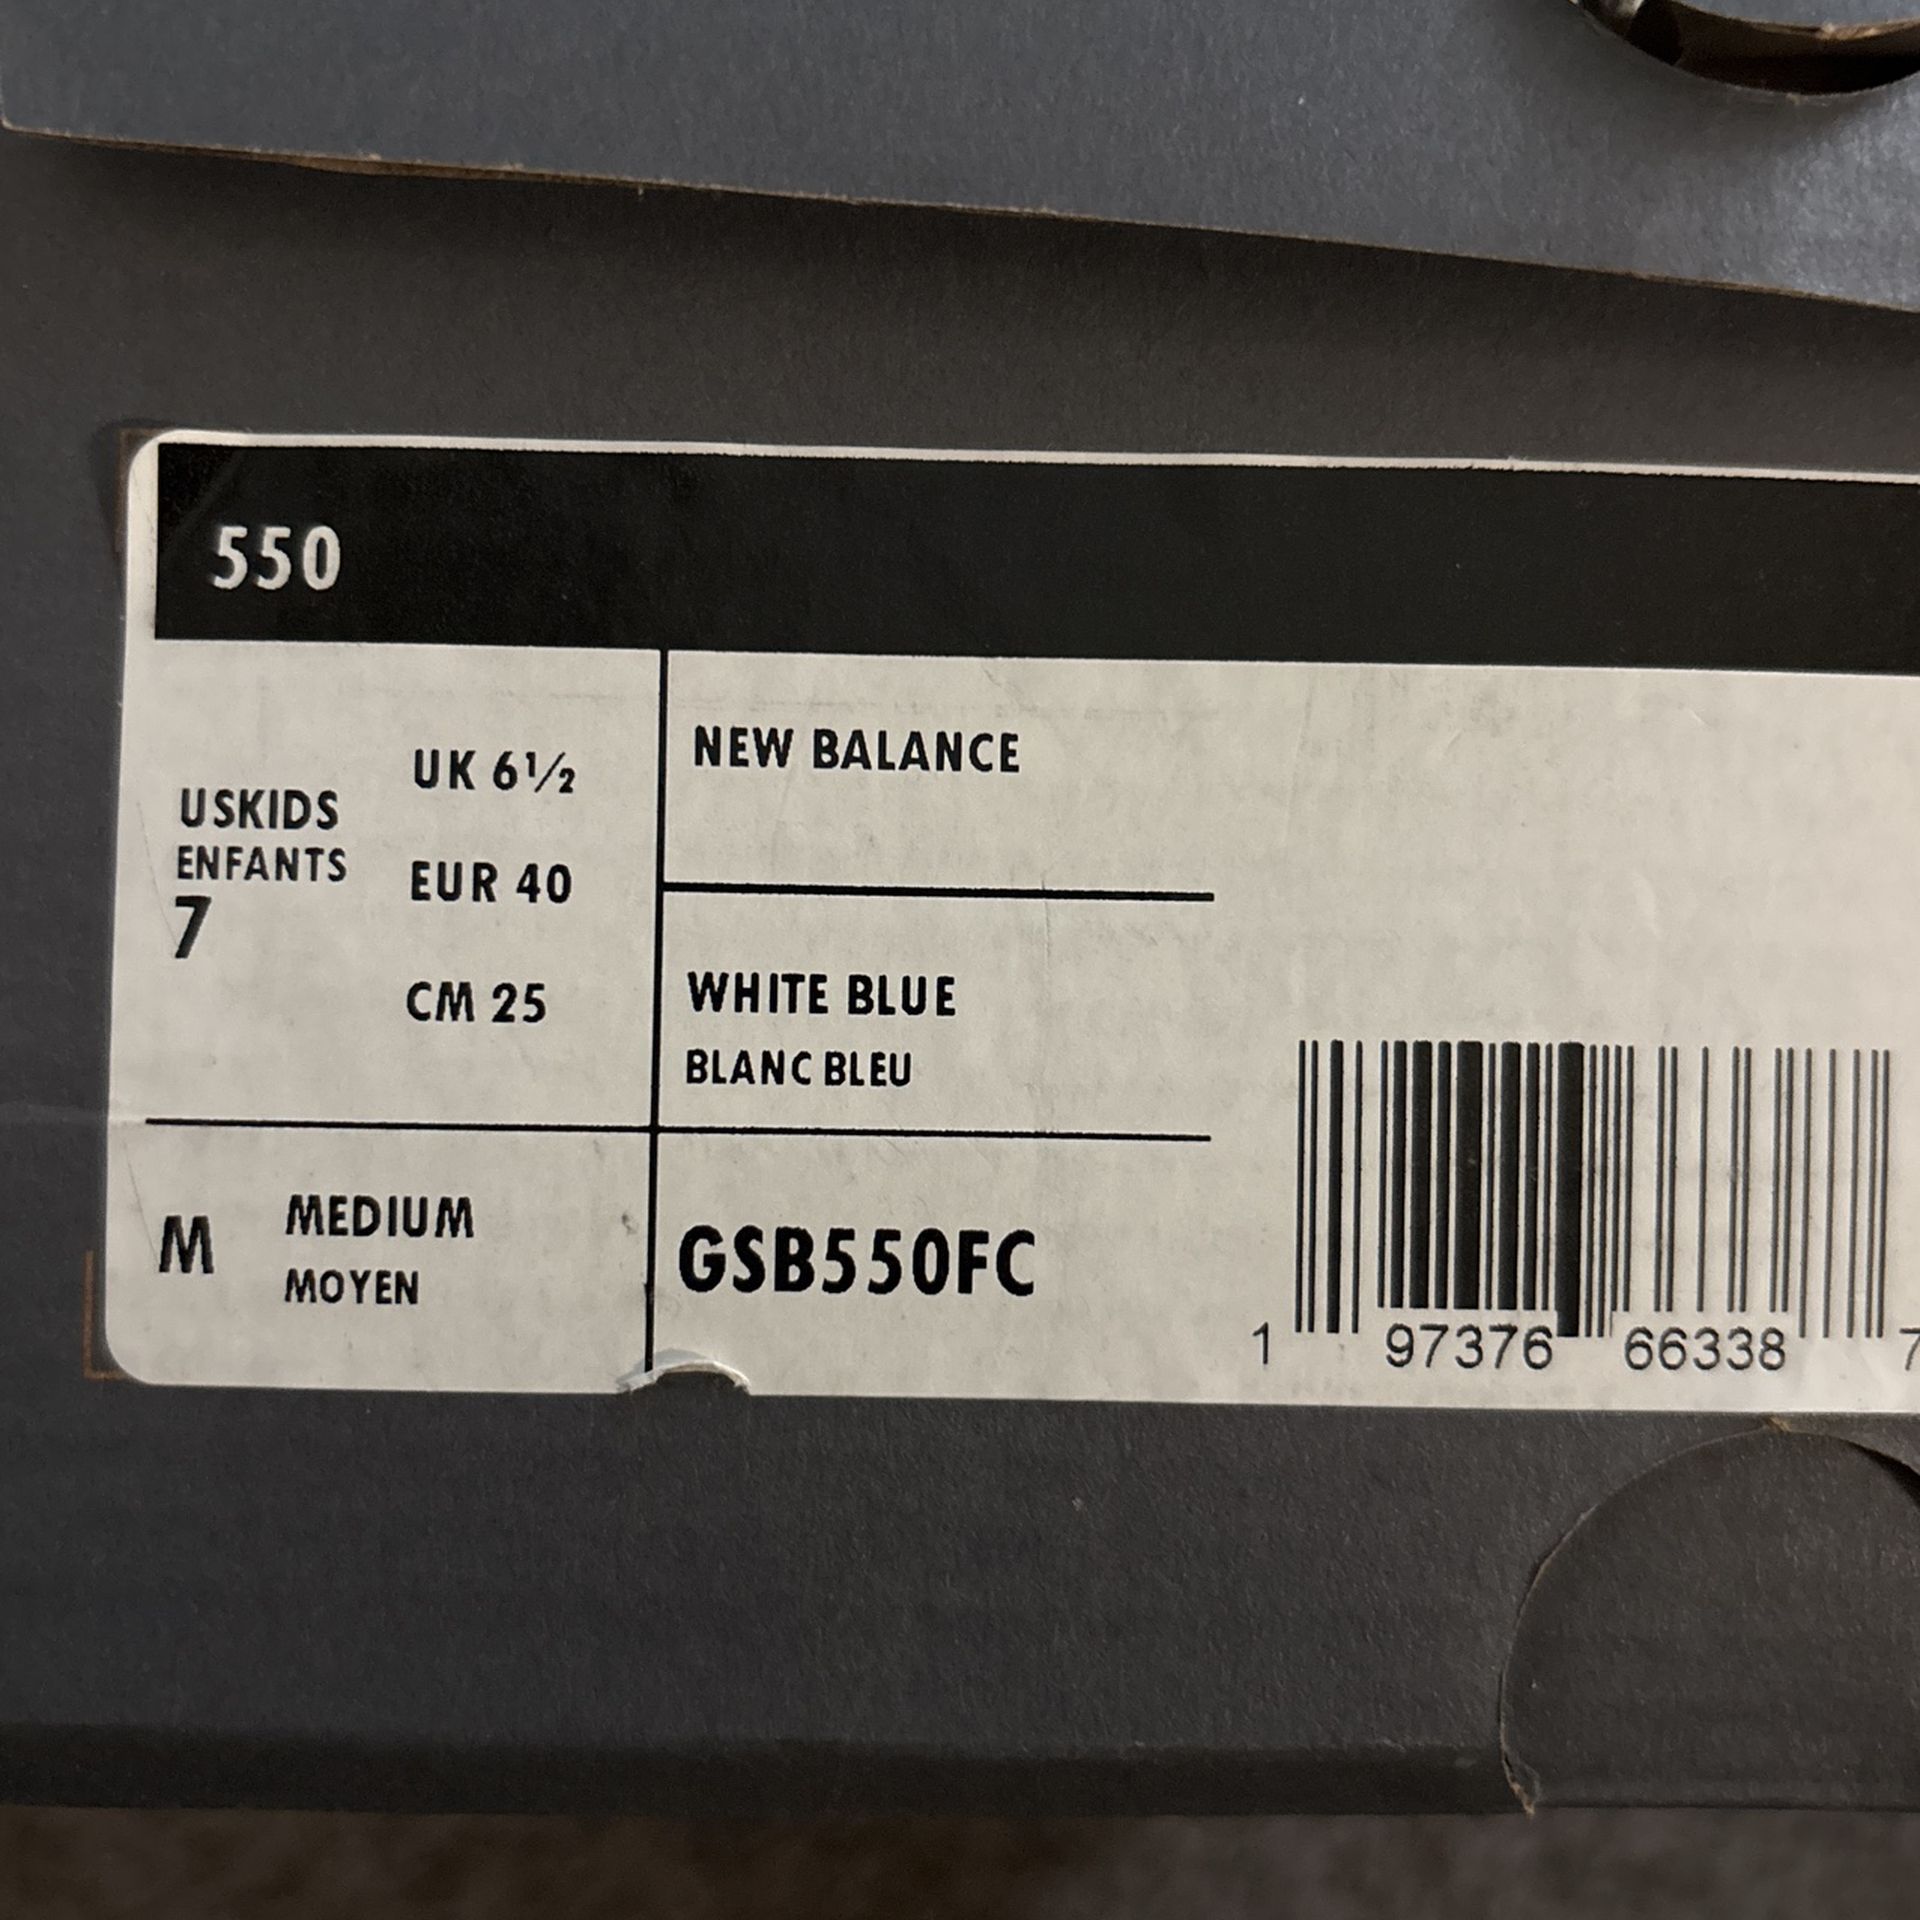 550
USKIDS
ENFANTS
7
UK 6½
EUR 40
CM 25
NEW BALANCE
WHITE BLUE
BLANC BLEU
M
MEDIUM
MOYEN
GSB550FC
1 97376 66338 7